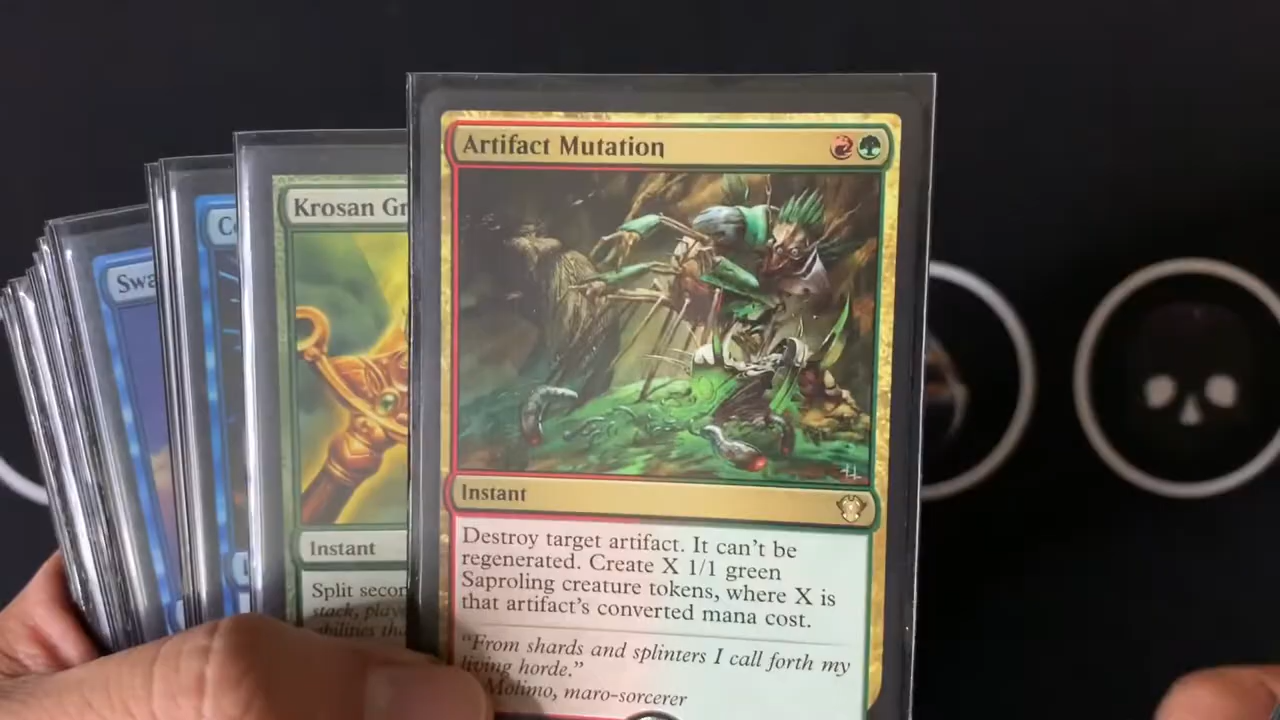 Artifact Mutation
Instant
Destroy target artifact. It can't be
regenerated. Create X 1/1 green
Saproling creature tokens, where X is
that artifact's converted mana cost.
"From shards and splinters I call forth my
living horde."
Molimo, maro-sorcerer
Krosan Gr
Instant
Split secon
stack, play
abilities tha
Swa